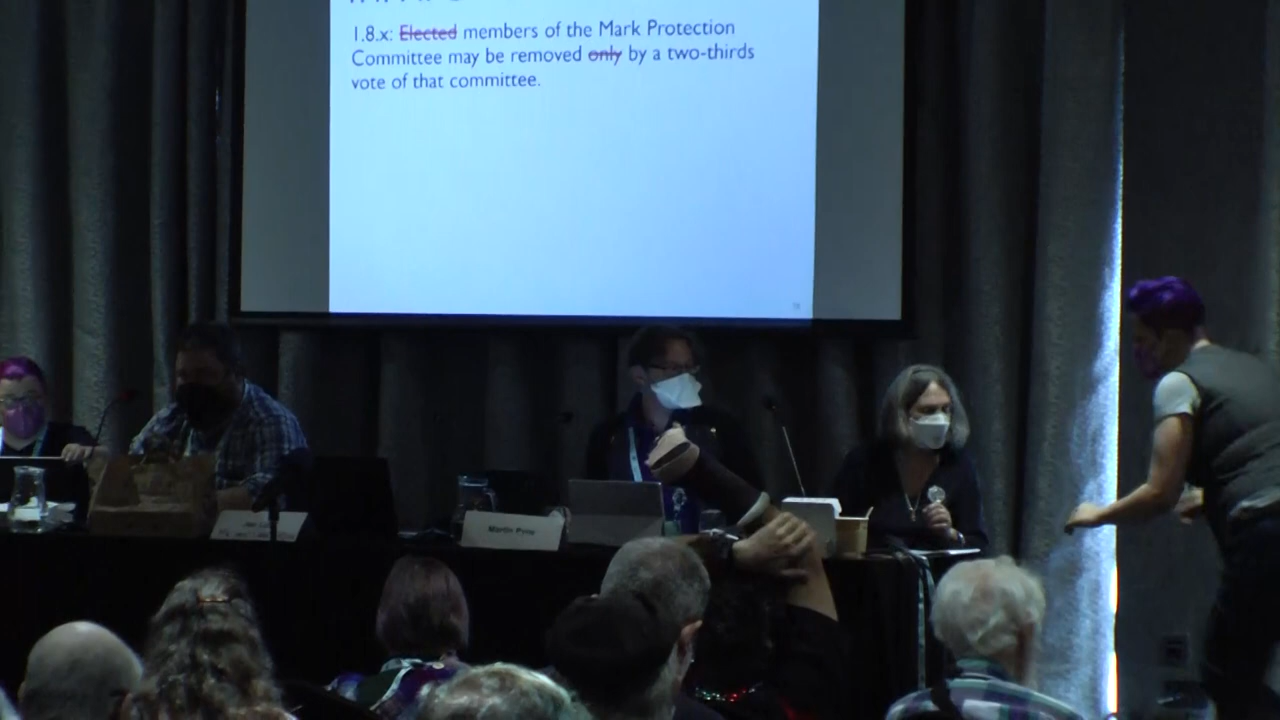 1.8.x: Elected members of the Mark Protection
Committee may be removed only by a two-thirds
vote of that committee.
Martin Pyne